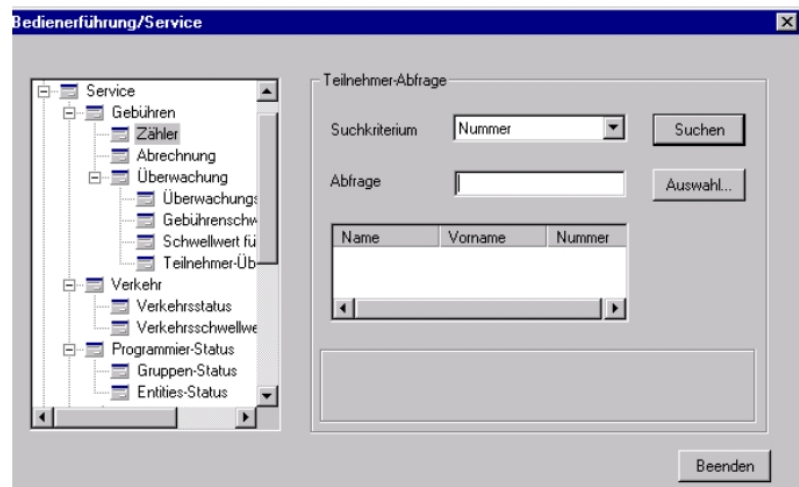 Bedienerführung/Service
Service
Gebühren
Zähler
Abrechnung
Überwachung
Überwachungs
Gebührenschw
Schwellwert fü
Teilnehmer-Üb
Verkehr
Verkehrsstatus
Verkehrsschwellwe
Programmier-Status
Gruppen-Status
Entities-Status
Teilnehmer-Abfrage
Suchkriterium Nummer Suchen
Abfrage Auswahl...
Name Vorname Nummer
Beenden